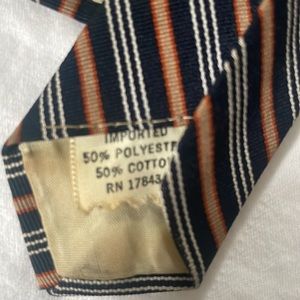 IMPORTED
50% POLYESTE
50% COTTO
RN 17843